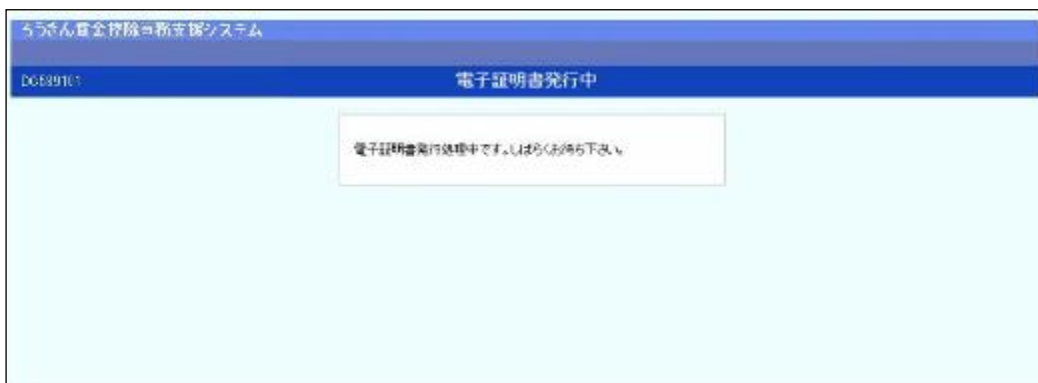 ろうきん賃金控除事務支援システム
電子証明書発行中
電子証明書発行処理中です。しばらくお待ち下さい。